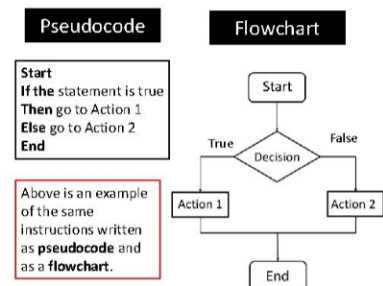 Pseudocode
Start
If the statement is true
Then go to Action 1
Else go to Action 2
End
Above is an example
of the same
instructions written
as pseudocode and
as a flowchart.
Flowchart
Start
True
False
Decision
Action 1
Action 2
End